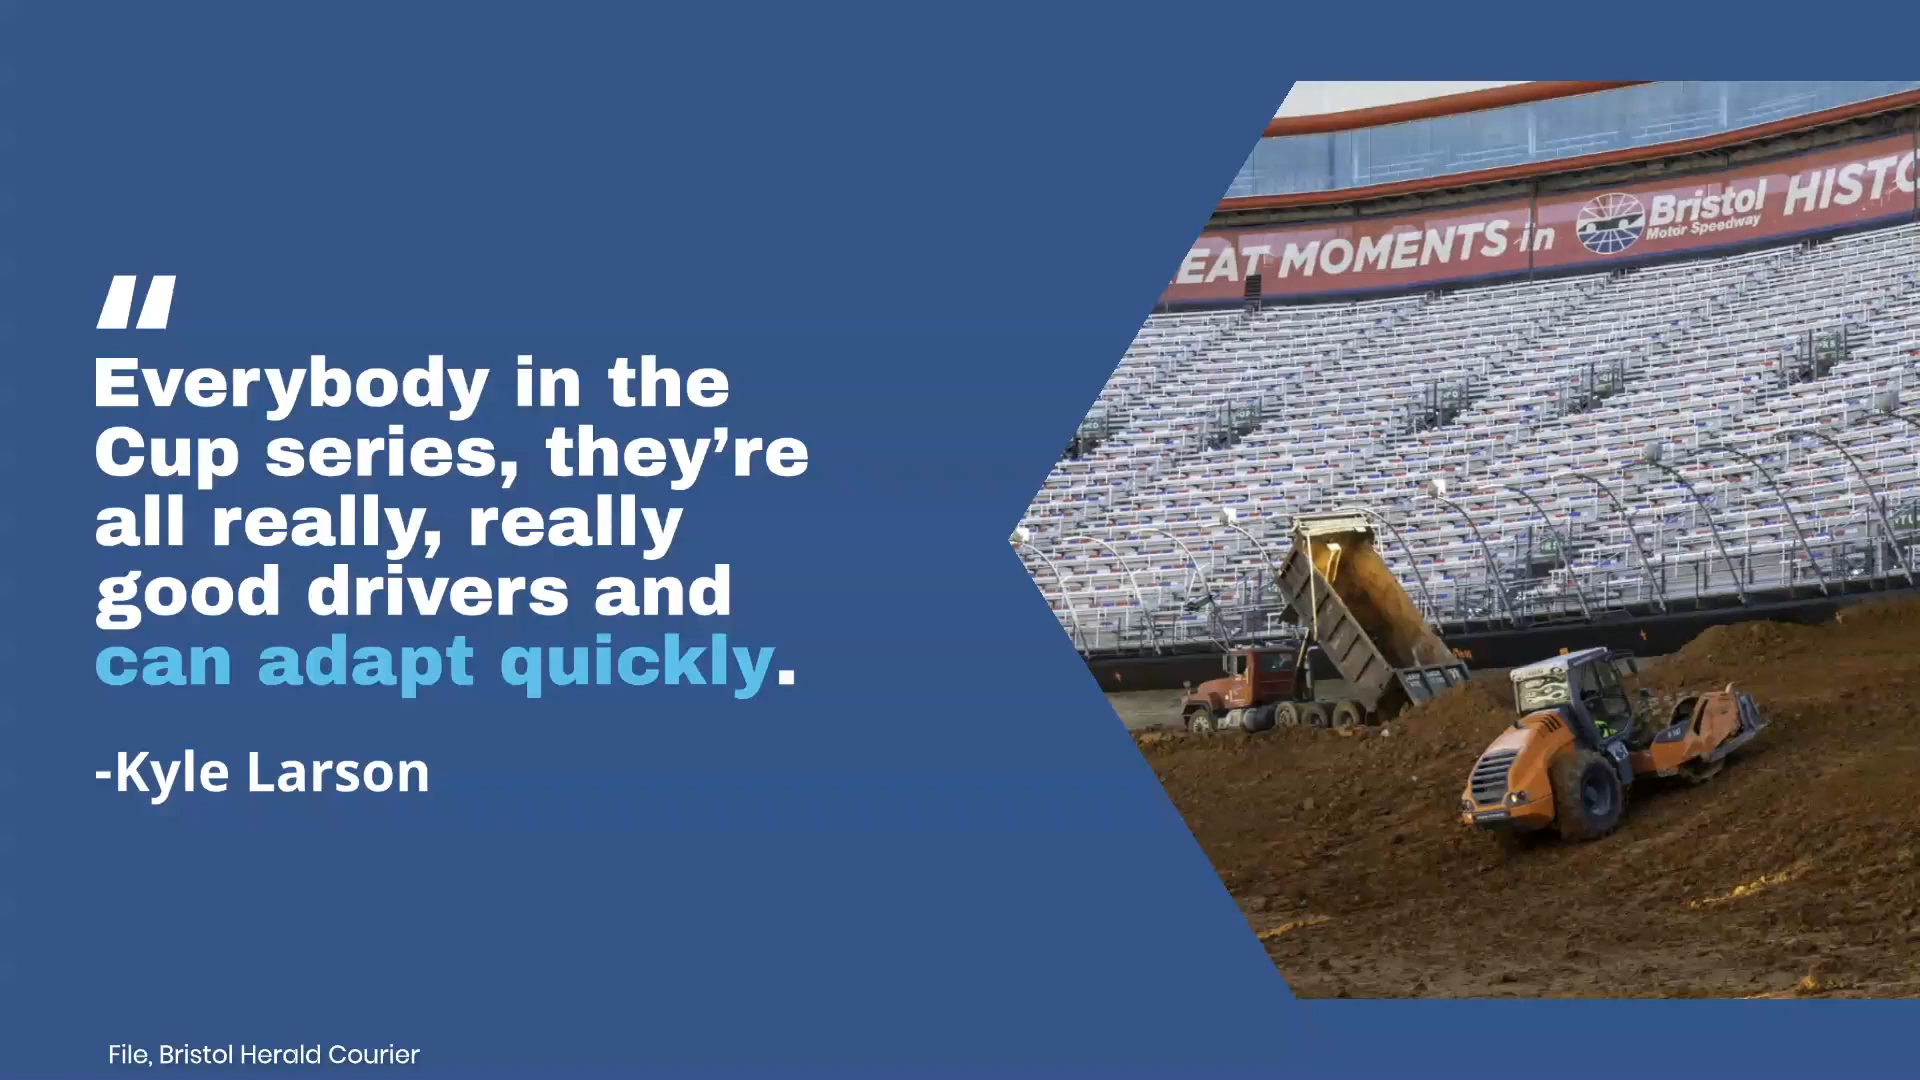 “
Everybody in the
Cup series, they’re
all really, really
good drivers and
can adapt quickly.
-Kyle Larson
File, Bristol Herald Courier
EAT MOMENTS in Bristol HISTO
Motor Speedway